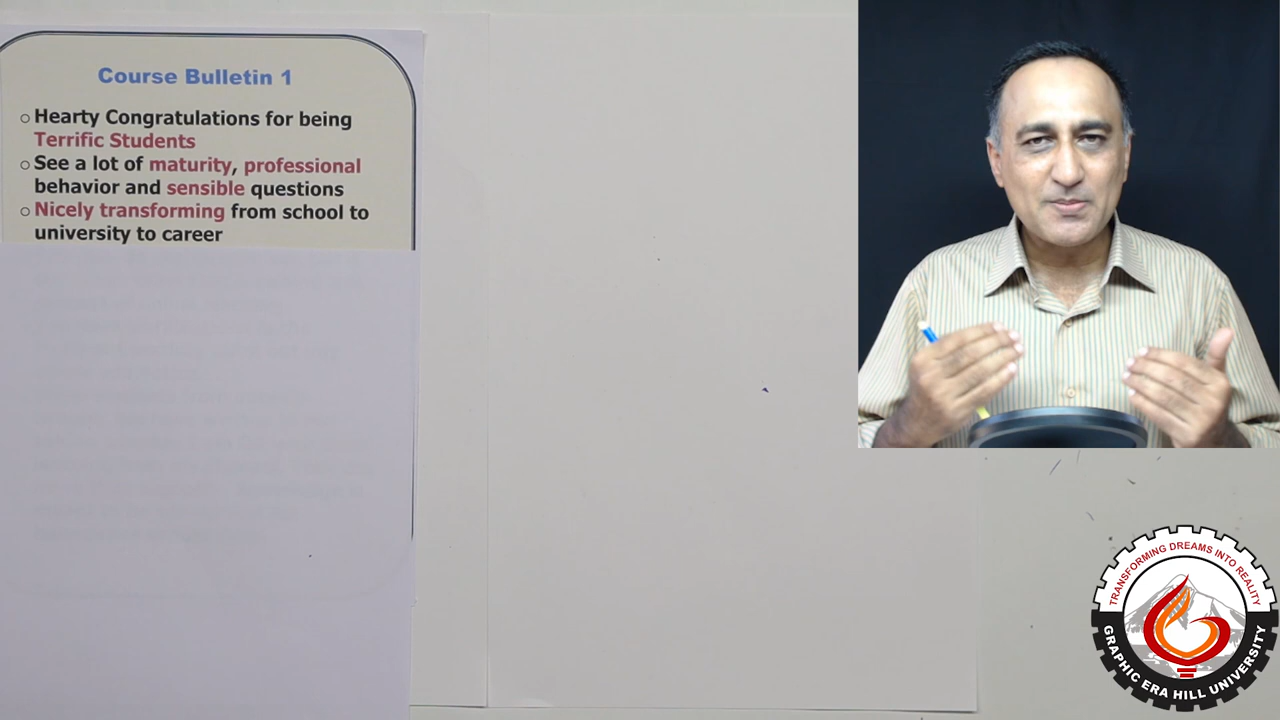 Course Bulletin 1
○ Hearty Congratulations for being
Terrific Students
○ See a lot of maturity, professional
behavior and sensible questions
○ Nicely transforming from school to
university to career
TRANSFORMING DREAMS INTO REALITY
GRAPHIC ERA HILL UNIVERSITY